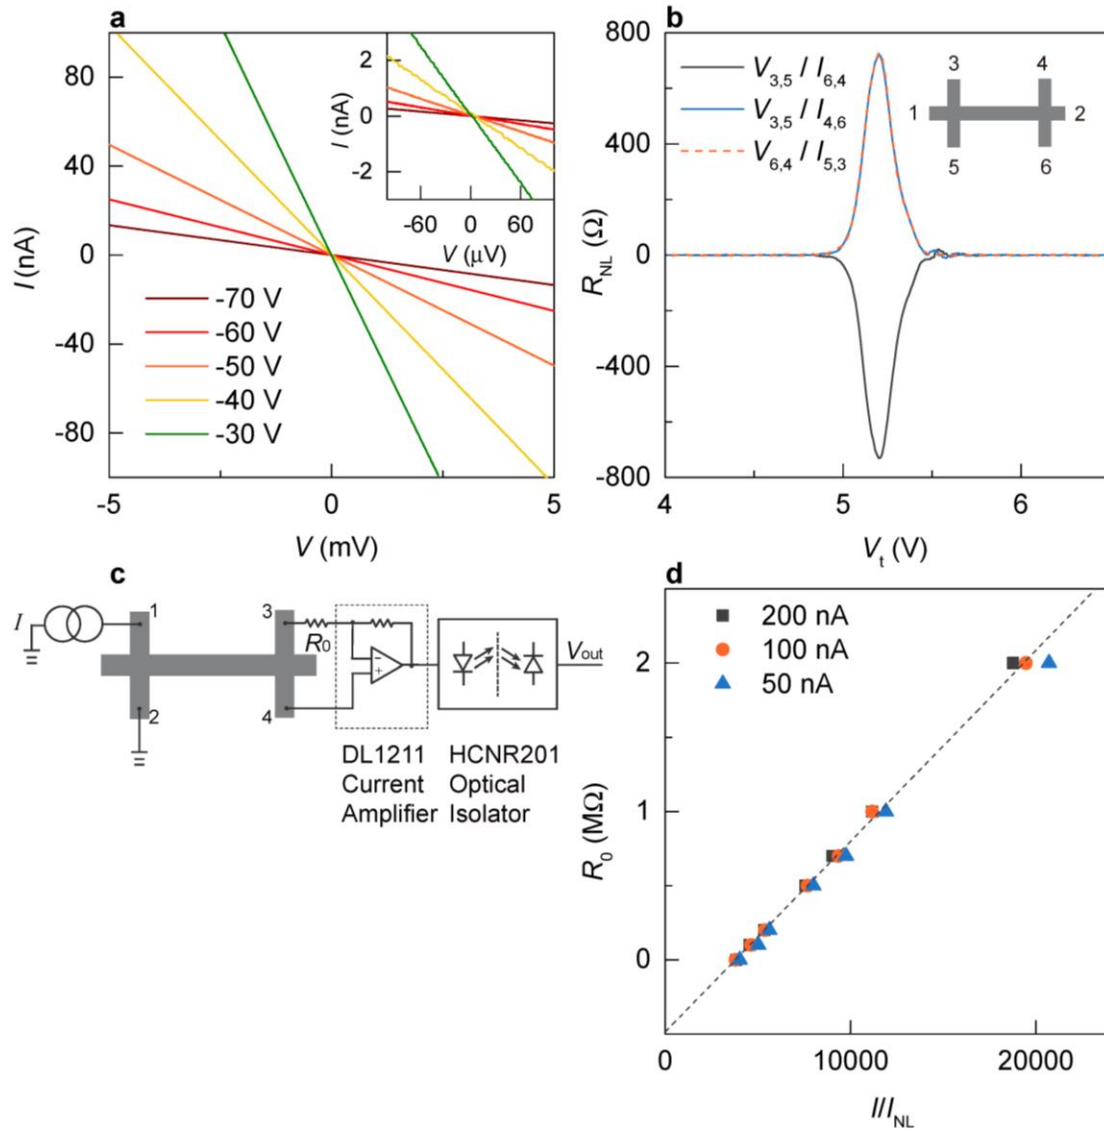 a
80
40
0
-40
-80
I (nA)
-70 V
-60 V
-50 V
-40 V
-30 V
-5
0
5
V (mV)
2
0
-2
I (nA)
-60
0
60
V (μV)
b
800
400
0
-400
-800
R_NL (Ω)
V_3,5 / I_6,4
V_3,5 / I_4,6
V_6,4 / I_5,3
3
4
1
2
5
6
4
5
6
V_t (V)
c
I
1
2
3
4
R_0
V_out
DL1211 HCNR201
Current Optical
Amplifier Isolator
d
200 nA
100 nA
50 nA
2
1
0
R_0 (MΩ)
0
10000
20000
I/I_NL